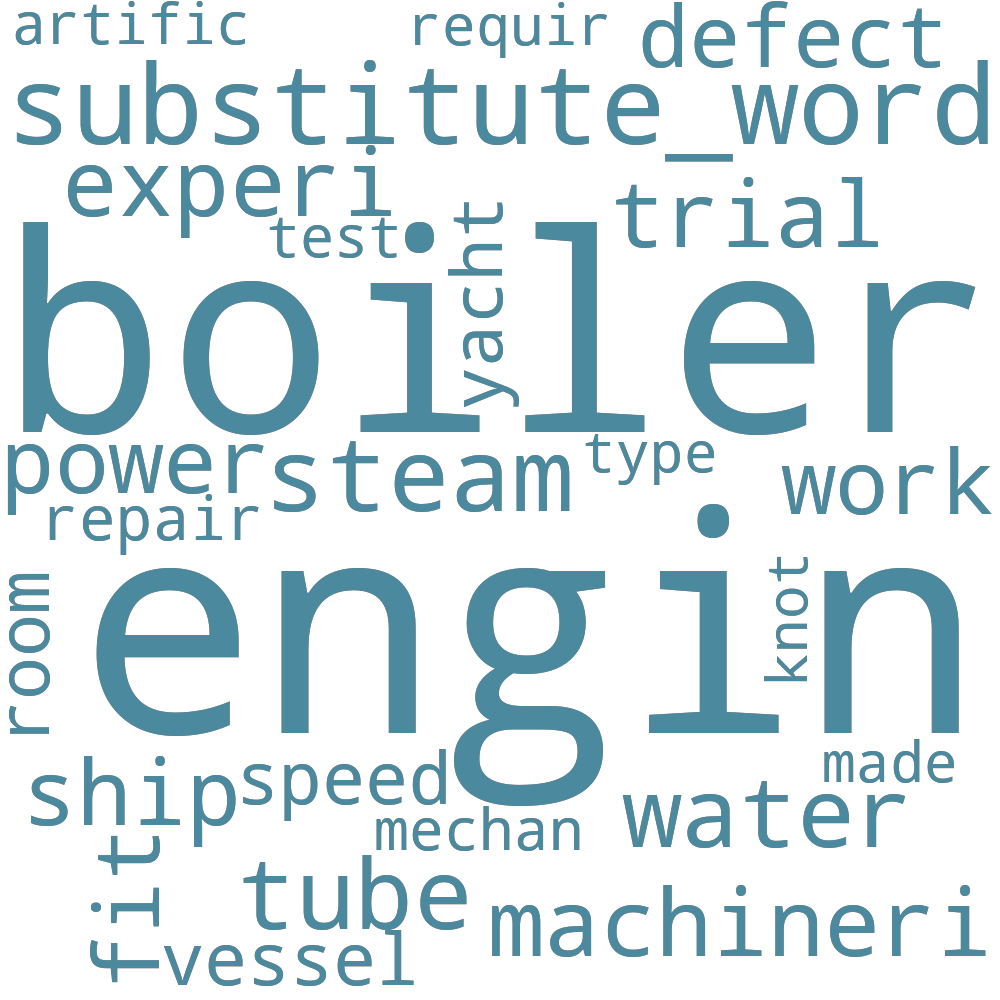 artific requir defect
substitute_word
experi trial
test yacht
boiler
power steam type work
repair
engin
room knot
ship speed made
mechan water
fit tube machineri
vessel